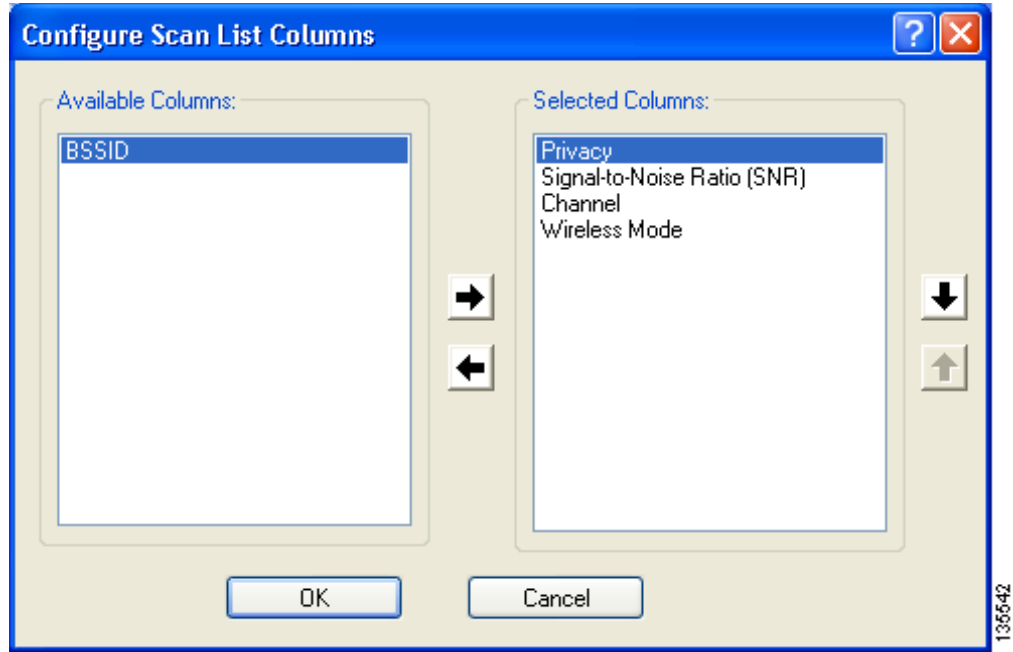 Configure Scan List Columns
?
Available Columns:
BSSID
Selected Columns:
Privacy
Signal-to-Noise Ratio (SNR)
Channel
Wireless Mode
OK
Cancel
135542